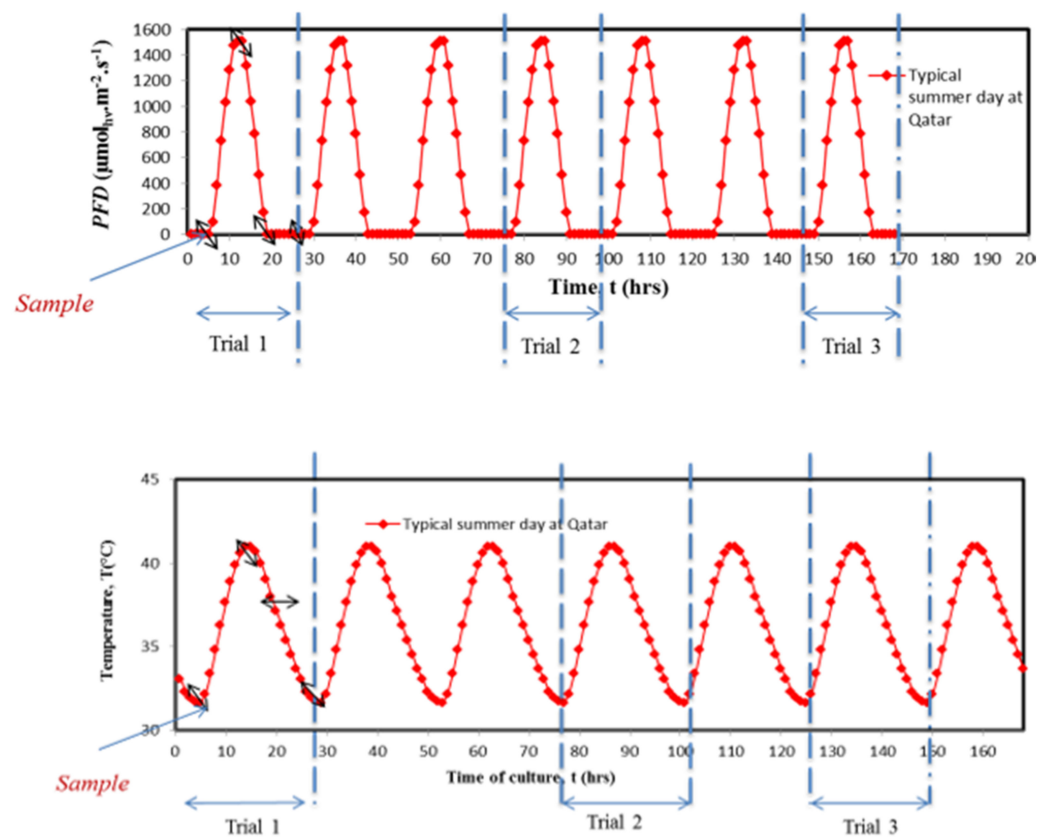 1600
1400
1200
1000
800
600
400
200
0
PFD (µmolhν.m-2.s-1)
Typical
summer day at
Qatar
0 10 20 30 40 50 60 70 80 90 100 110 120 130 140 150 160 170 180 190 20
Time, t (hrs)
Sample
Trial 1
Trial 2
Trial 3
45
40
35
30
Temperature, T(°C)
Typical summer day at Qatar
0 10 20 30 40 50 60 70 80 90 100 110 120 130 140 150 160
Time of culture, t (hrs)
Sample
Trial 1
Trial 2
Trial 3